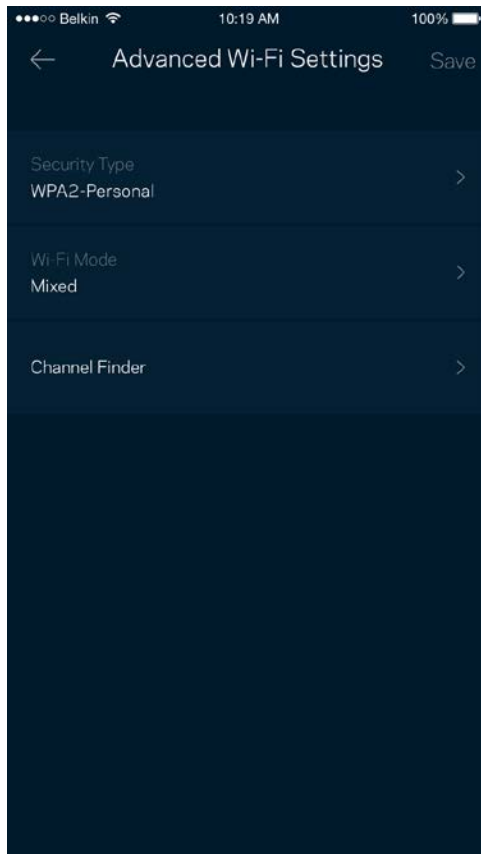 Belkin 10:19 AM 100%
Advanced Wi-Fi Settings Save
Security Type
WPA2-Personal
Wi-Fi Mode
Mixed
Channel Finder